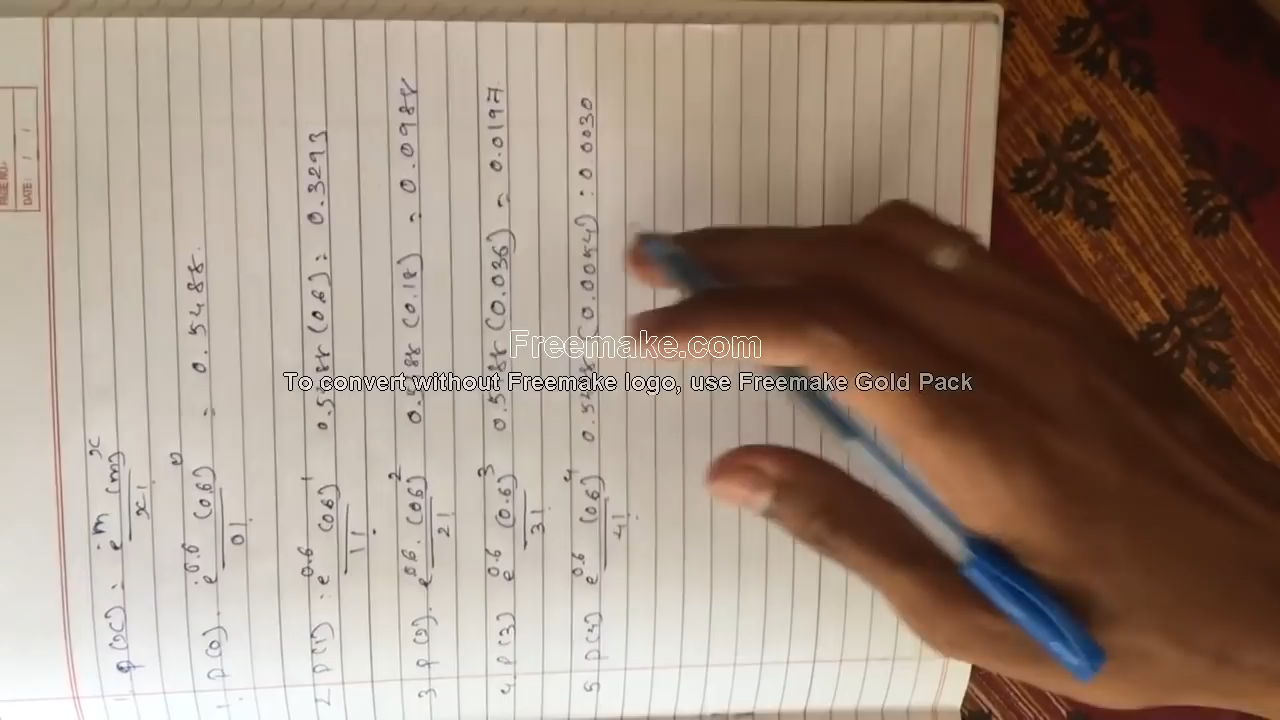 PAGE NO.:
DATE: / /
1. p(x) = e^-m (m)^x / x!
1. p(0). e^-0.6 (0.6)^0 / 0! = 0.5488.
2 p(1) : e^0.6 (0.6)^1 / 1! 0.5488 (0.6) = 0.3293
3 p(2). e^0.6. (0.6)^2 / 2! 0.5488 (0.18) = 0.0988
4. p(3) e^0.6 (0.6)^3 / 3! 0.5488 (0.036) = 0.0197
5 p(4) e^0.6 (0.6)^4 / 4! 0.5488 (0.0054) : 0.0030
Freemake.com
To convert without Freemake logo, use Freemake Gold Pack